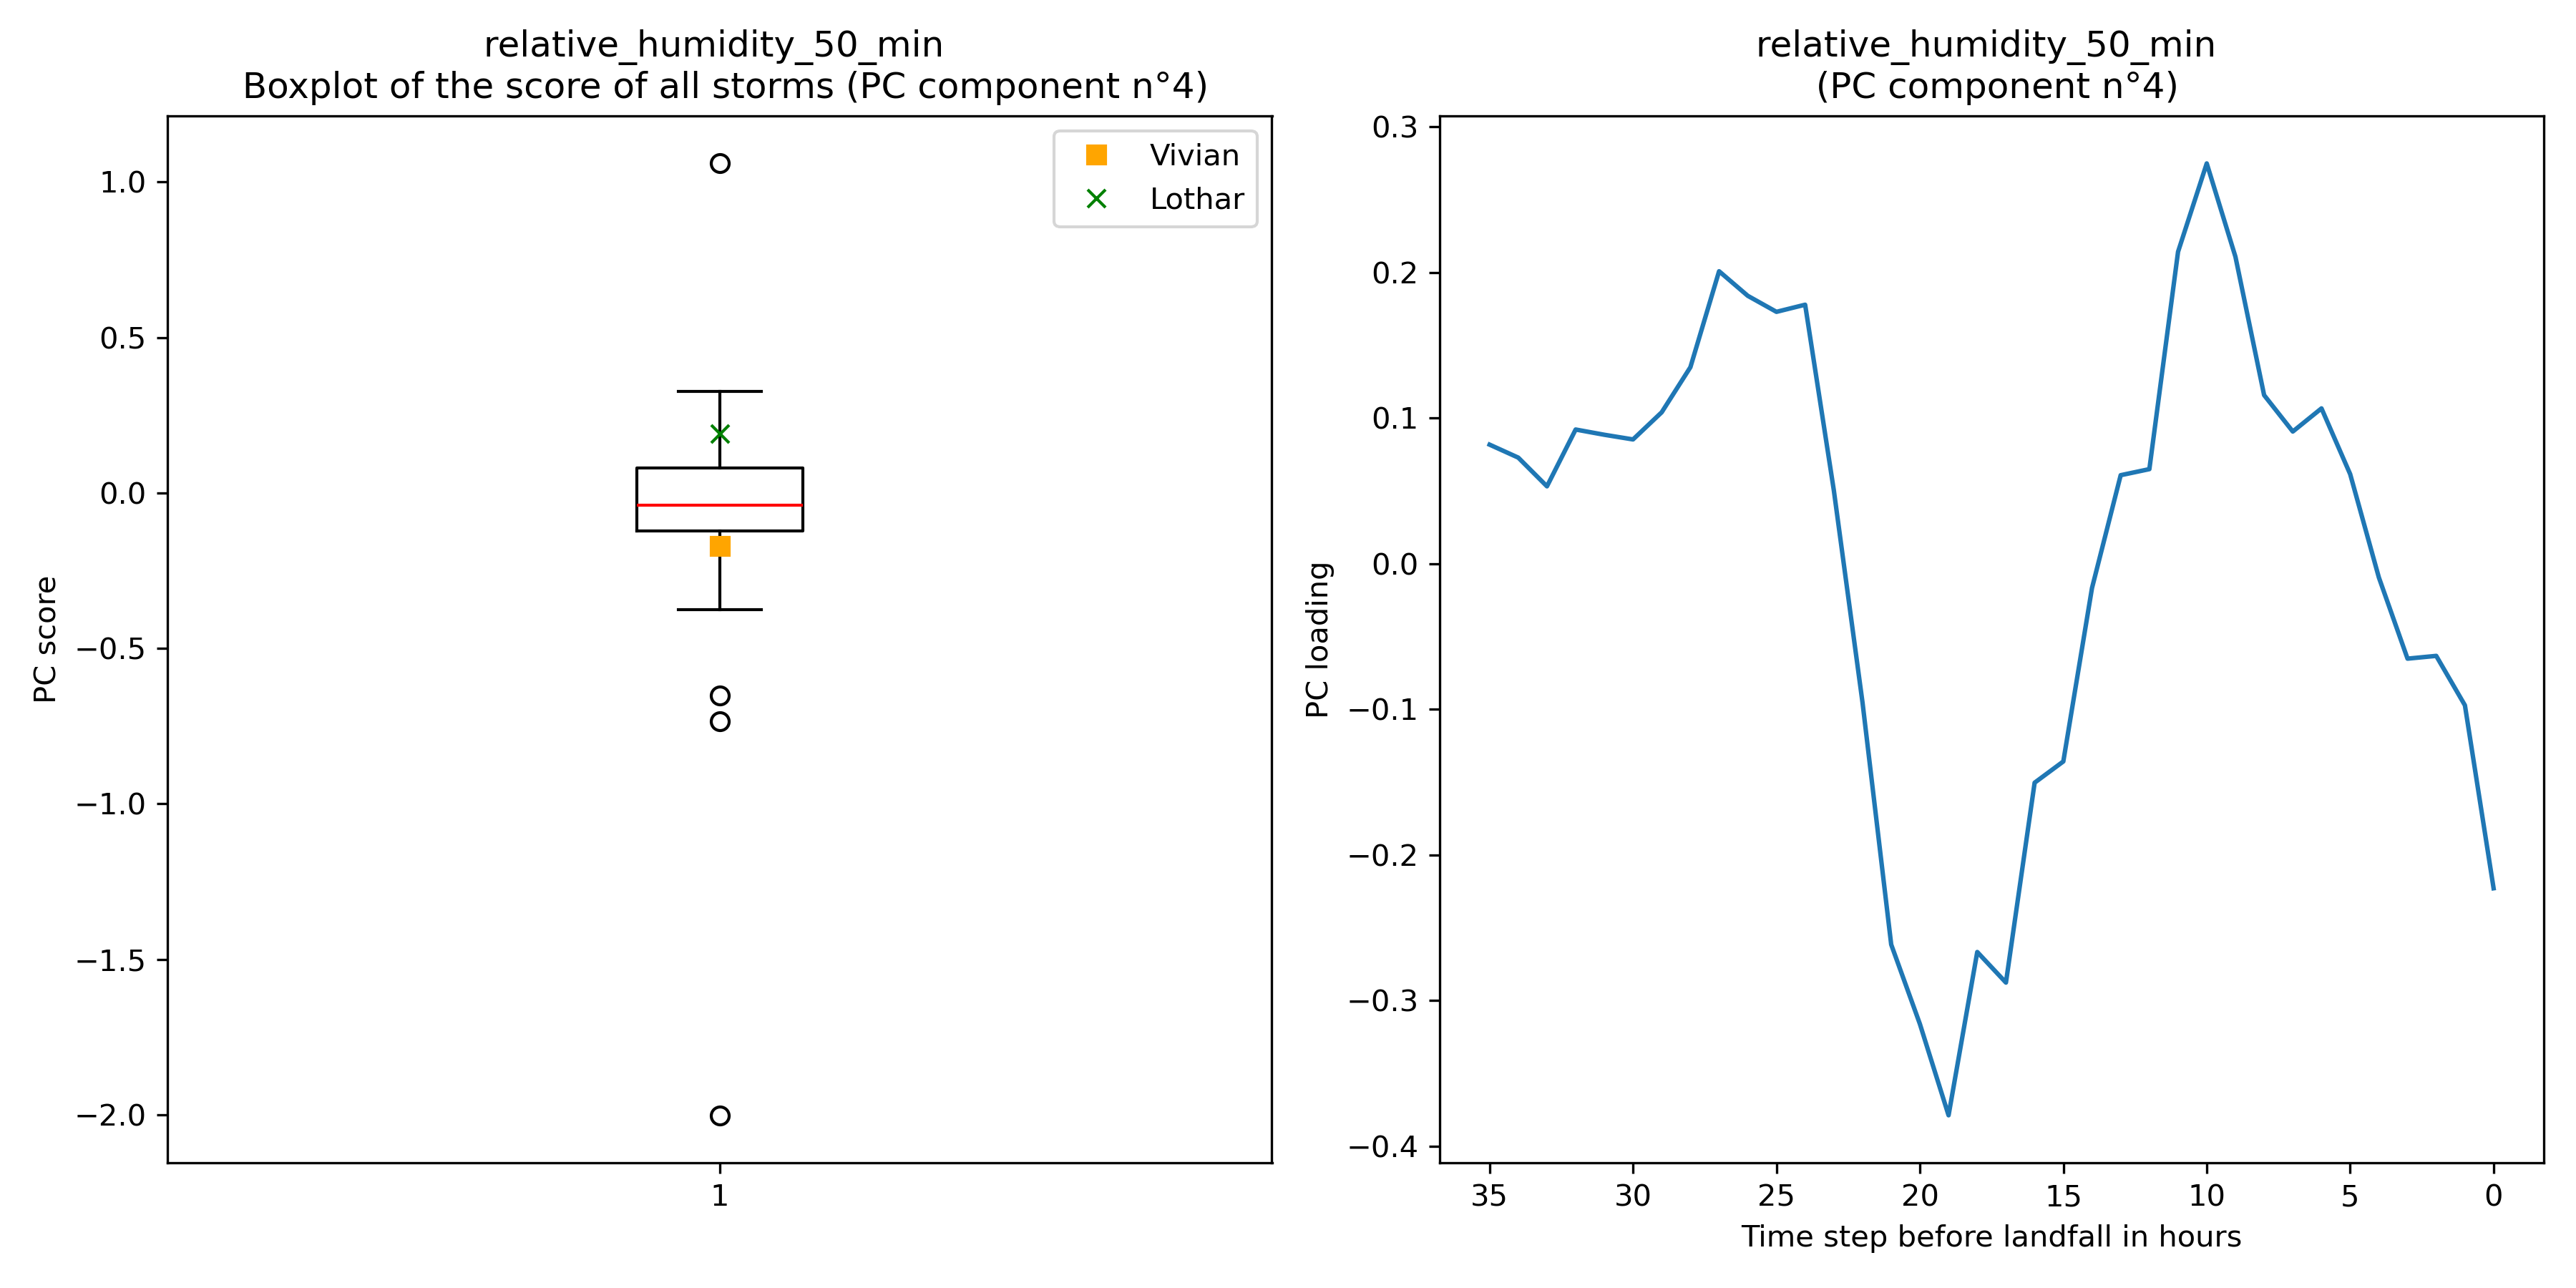 relative_humidity_50_min
Boxplot of the score of all storms (PC component n°4)
Vivian
Lothar
1.0
0.5
0.0
−0.5
−1.0
−1.5
−2.0
PC score
1
relative_humidity_50_min
(PC component n°4)
0.3
0.2
0.1
0.0
−0.1
−0.2
−0.3
−0.4
PC loading
35 30 25 20 15 10 5 0
Time step before landfall in hours